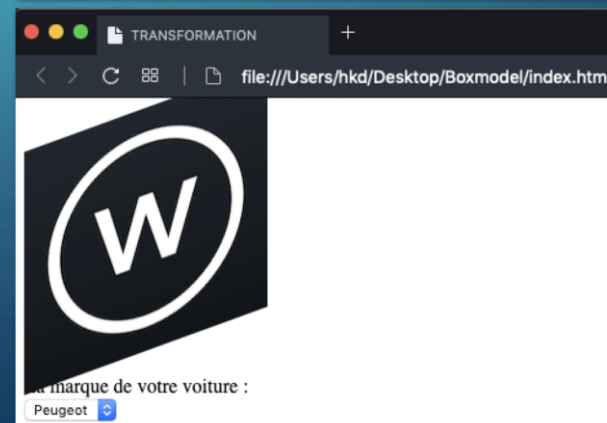 TRANSFORMATION
file:///Users/hkd/Desktop/Boxmodel/index.htm
W
marque de votre voiture :
Peugeot